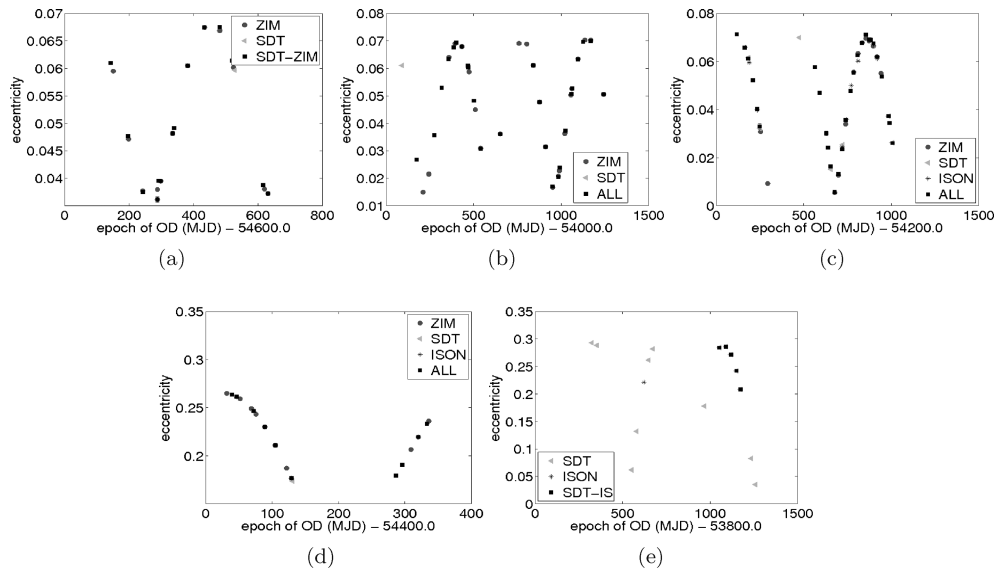 0.07
0.065
0.06
0.055
0.05
0.045
0.04
eccentricity
0 200 400 600 800
epoch of OD (MJD) − 54600.0
ZIM
SDT
SDT−ZIM
(a)
0.08
0.07
0.06
0.05
0.04
0.03
0.02
0.01
eccentricity
0 500 1000 1500
epoch of OD (MJD) − 54000.0
ZIM
SDT
ALL
(b)
0.08
0.06
0.04
0.02
0
eccentricity
0 500 1000 1500
epoch of OD (MJD) − 54200.0
ZIM
SDT
ISON
ALL
(c)
0.35
0.3
0.25
0.2
eccentricity
0 100 200 300 400
epoch of OD (MJD) − 54400.0
ZIM
SDT
ISON
ALL
(d)
0.35
0.3
0.25
0.2
0.15
0.1
0.05
0
eccentricity
0 500 1000 1500
epoch of OD (MJD) − 53800.0
SDT
ISON
SDT−IS
(e)